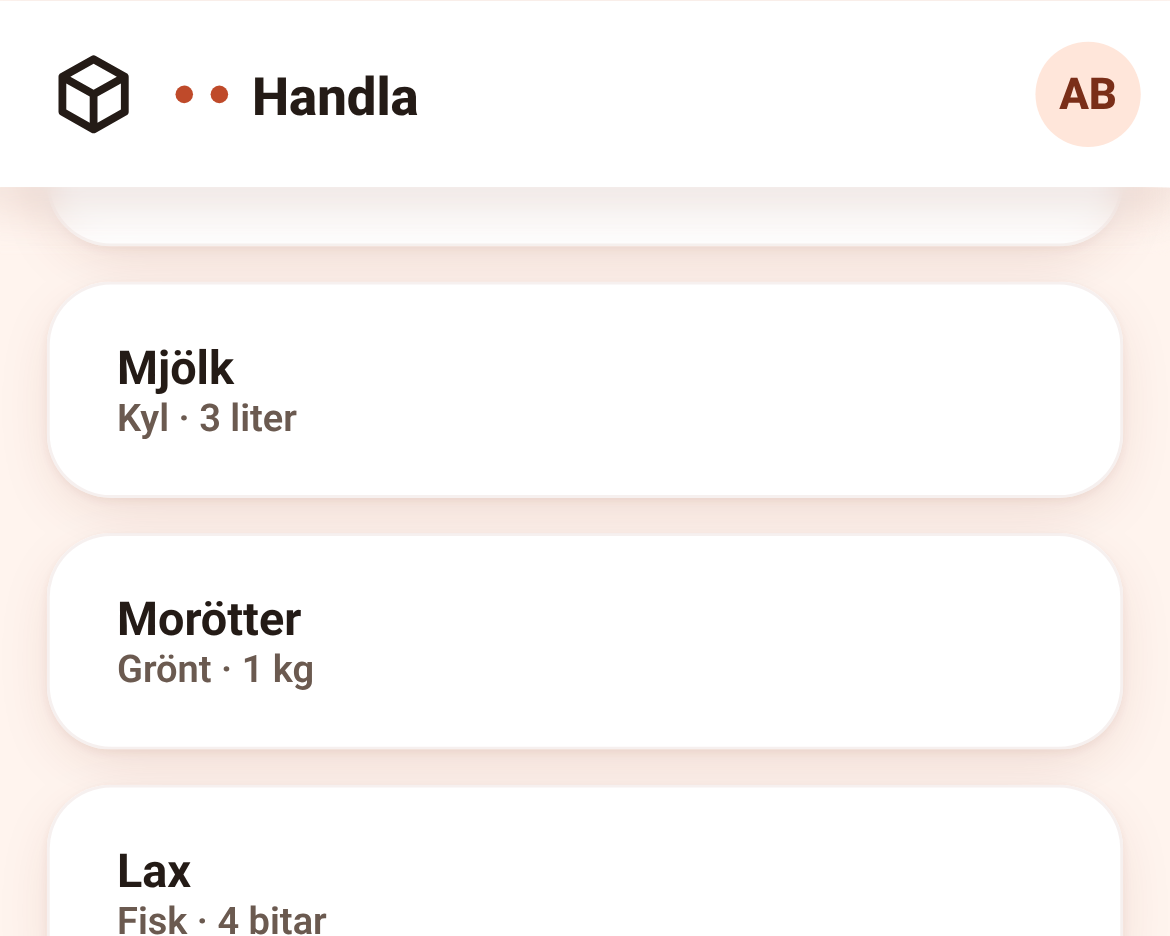 Handla
AB
Mjölk
Kyl · 3 liter
Morötter
Grönt · 1 kg
Lax
Fisk · 4 bitar